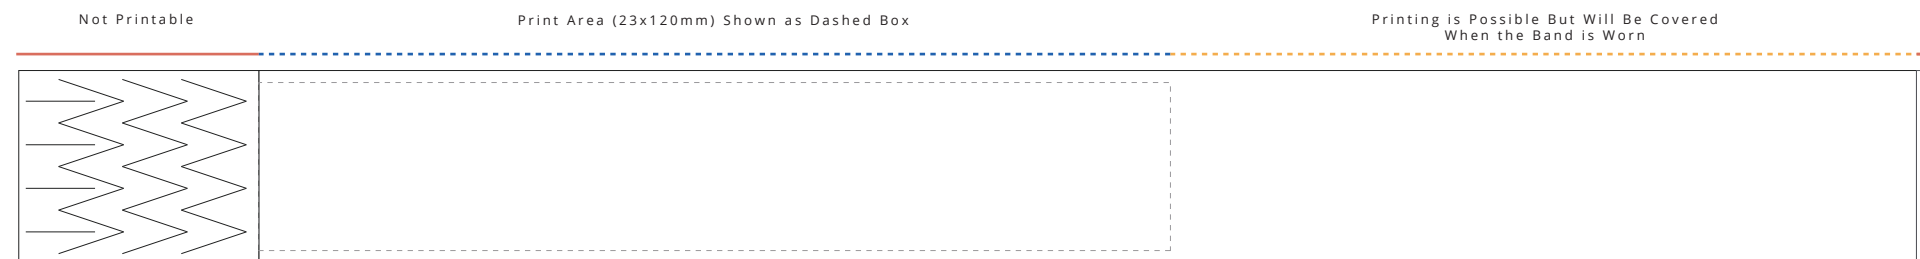 Not Printable
Print Area (23x120mm) Shown as Dashed Box
Printing is Possible But Will Be Covered
When the Band is Worn